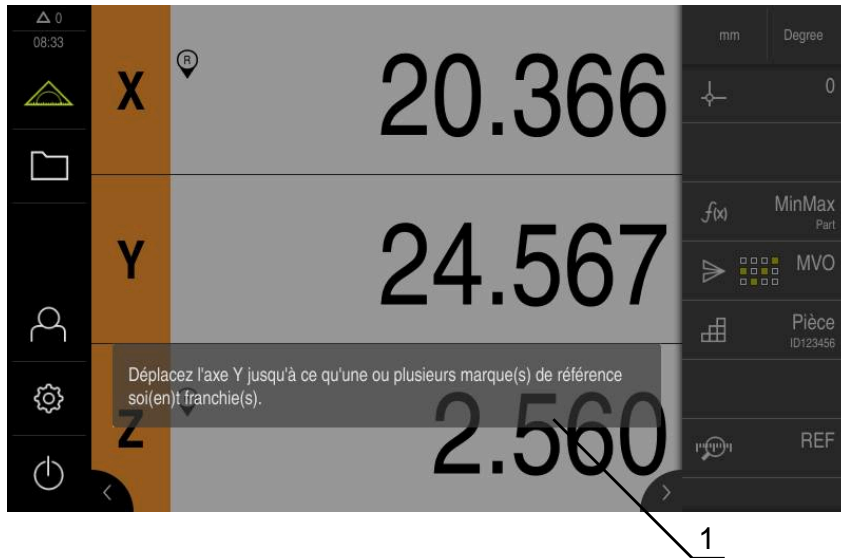 0
08:33
X
R
20.366
Y
24.567
Déplacez l'axe Y jusqu'à ce qu'une ou plusieurs marque(s) de référence
soi(en)t franchie(s).
Z
2.560
mm
Degree
0
f(x)
MinMax
Part
MVO
Pièce
ID123456
REF
1